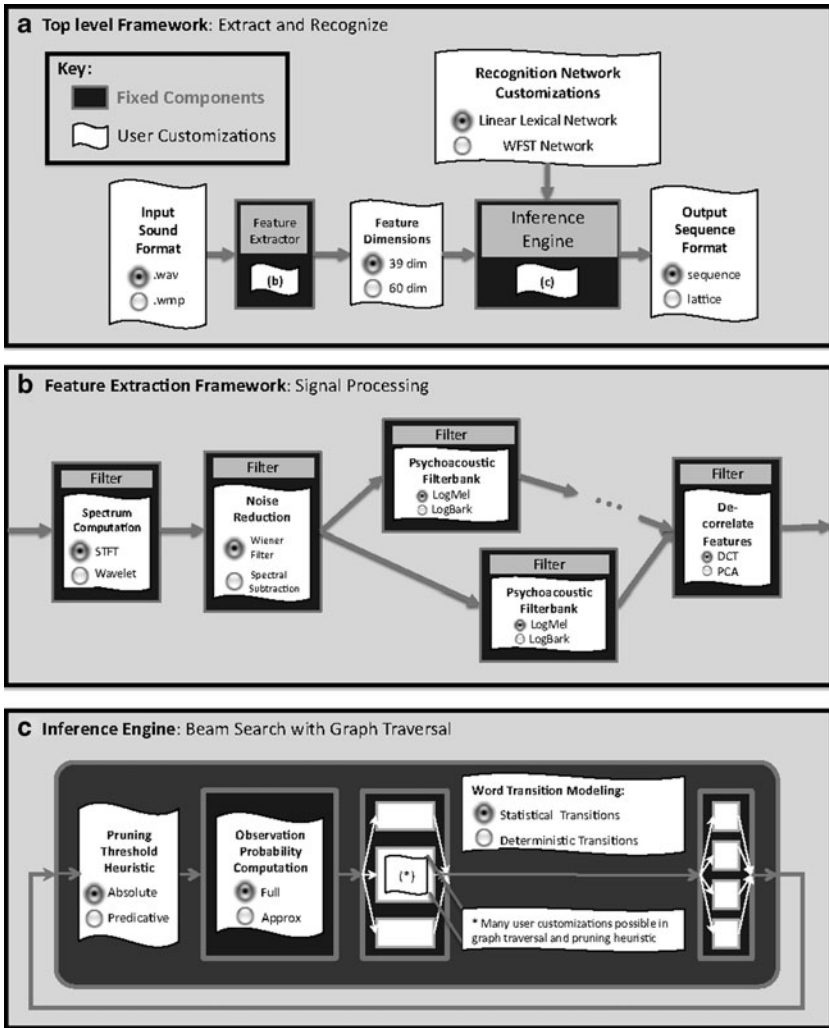 a Top level Framework: Extract and Recognize
Key:
Fixed Components
User Customizations
Recognition Network
Customizations
Linear Lexical Network
WFST Network
Input
Sound
Format
.wav
.wmp
Feature
Extractor
(b)
Feature
Dimensions
39 dim
60 dim
Inference
Engine
(c)
Output
Sequence
Format
sequence
lattice
b Feature Extraction Framework: Signal Processing
Filter
Spectrum
Computation
STFT
Wavelet
Filter
Noise
Reduction
Wiener
Filter
Spectral
Subtraction
Filter
Psychoacoustic
Filterbank
LogMel
LogBark
...
Filter
Psychoacoustic
Filterbank
LogMel
LogBark
Filter
De-
correlate
Features
DCT
PCA
c Inference Engine: Beam Search with Graph Traversal
Pruning
Threshold
Heuristic
Absolute
Predicative
Observation
Probability
Computation
Full
Approx
(*)
Word Transition Modeling:
Statistical Transitions
Deterministic Transitions
* Many user customizations possible in
graph traversal and pruning heuristic